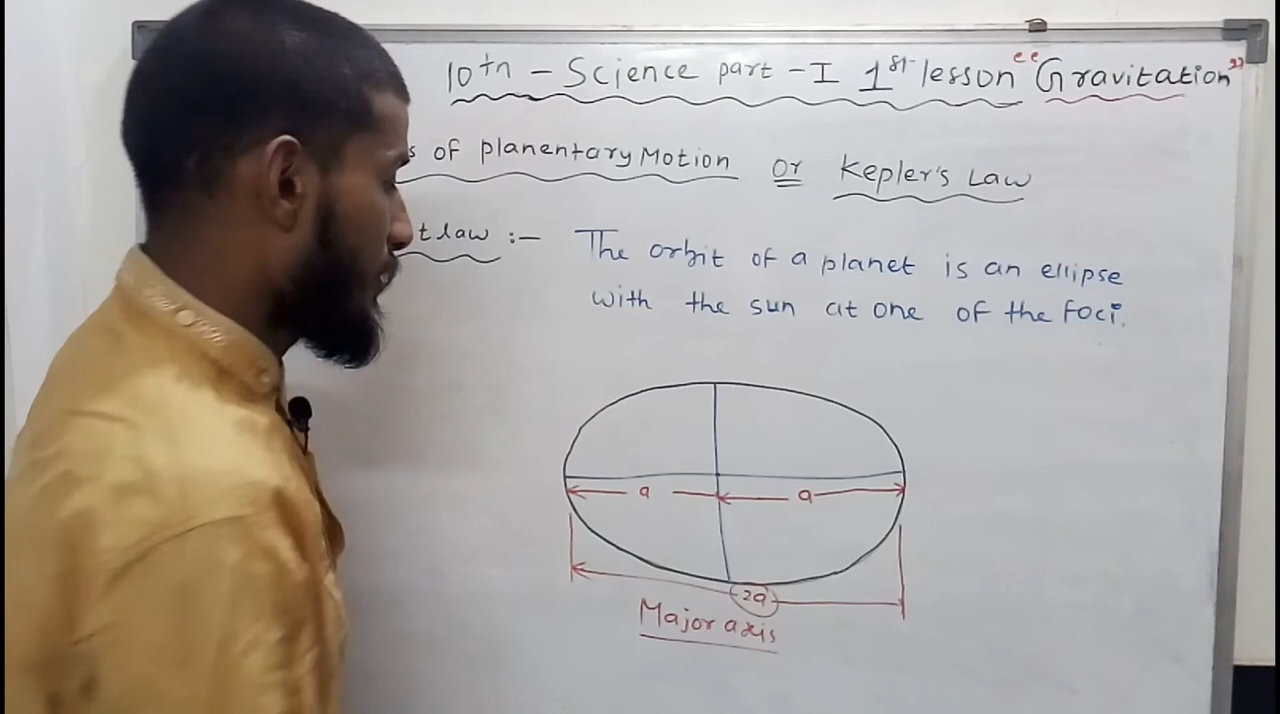 10th - Science part - I 1st lesson "Gravitation"
s of planentary Motion or Kepler's Law
t law :- The orbit of a planet is an ellipse
with the sun at one of the foci.
a a
2a
Major axis